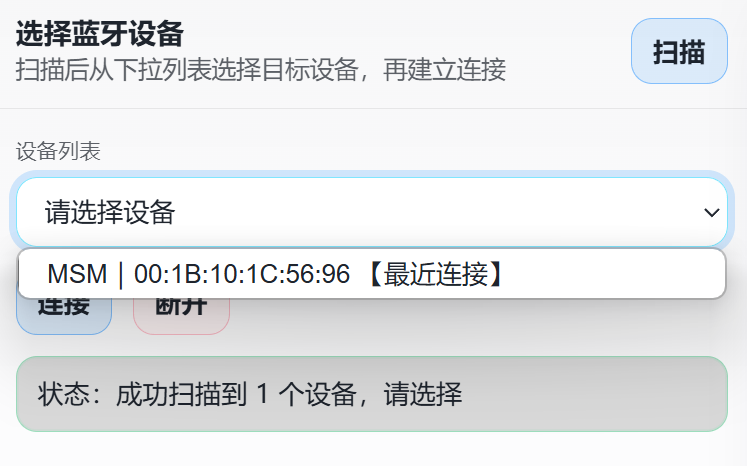 选择蓝牙设备
扫描后从下拉列表选择目标设备，再建立连接
扫描
设备列表
请选择设备
MSM｜00:1B:10:1C:56:96 【最近连接】
连接
断开
状态：成功扫描到 1 个设备，请选择